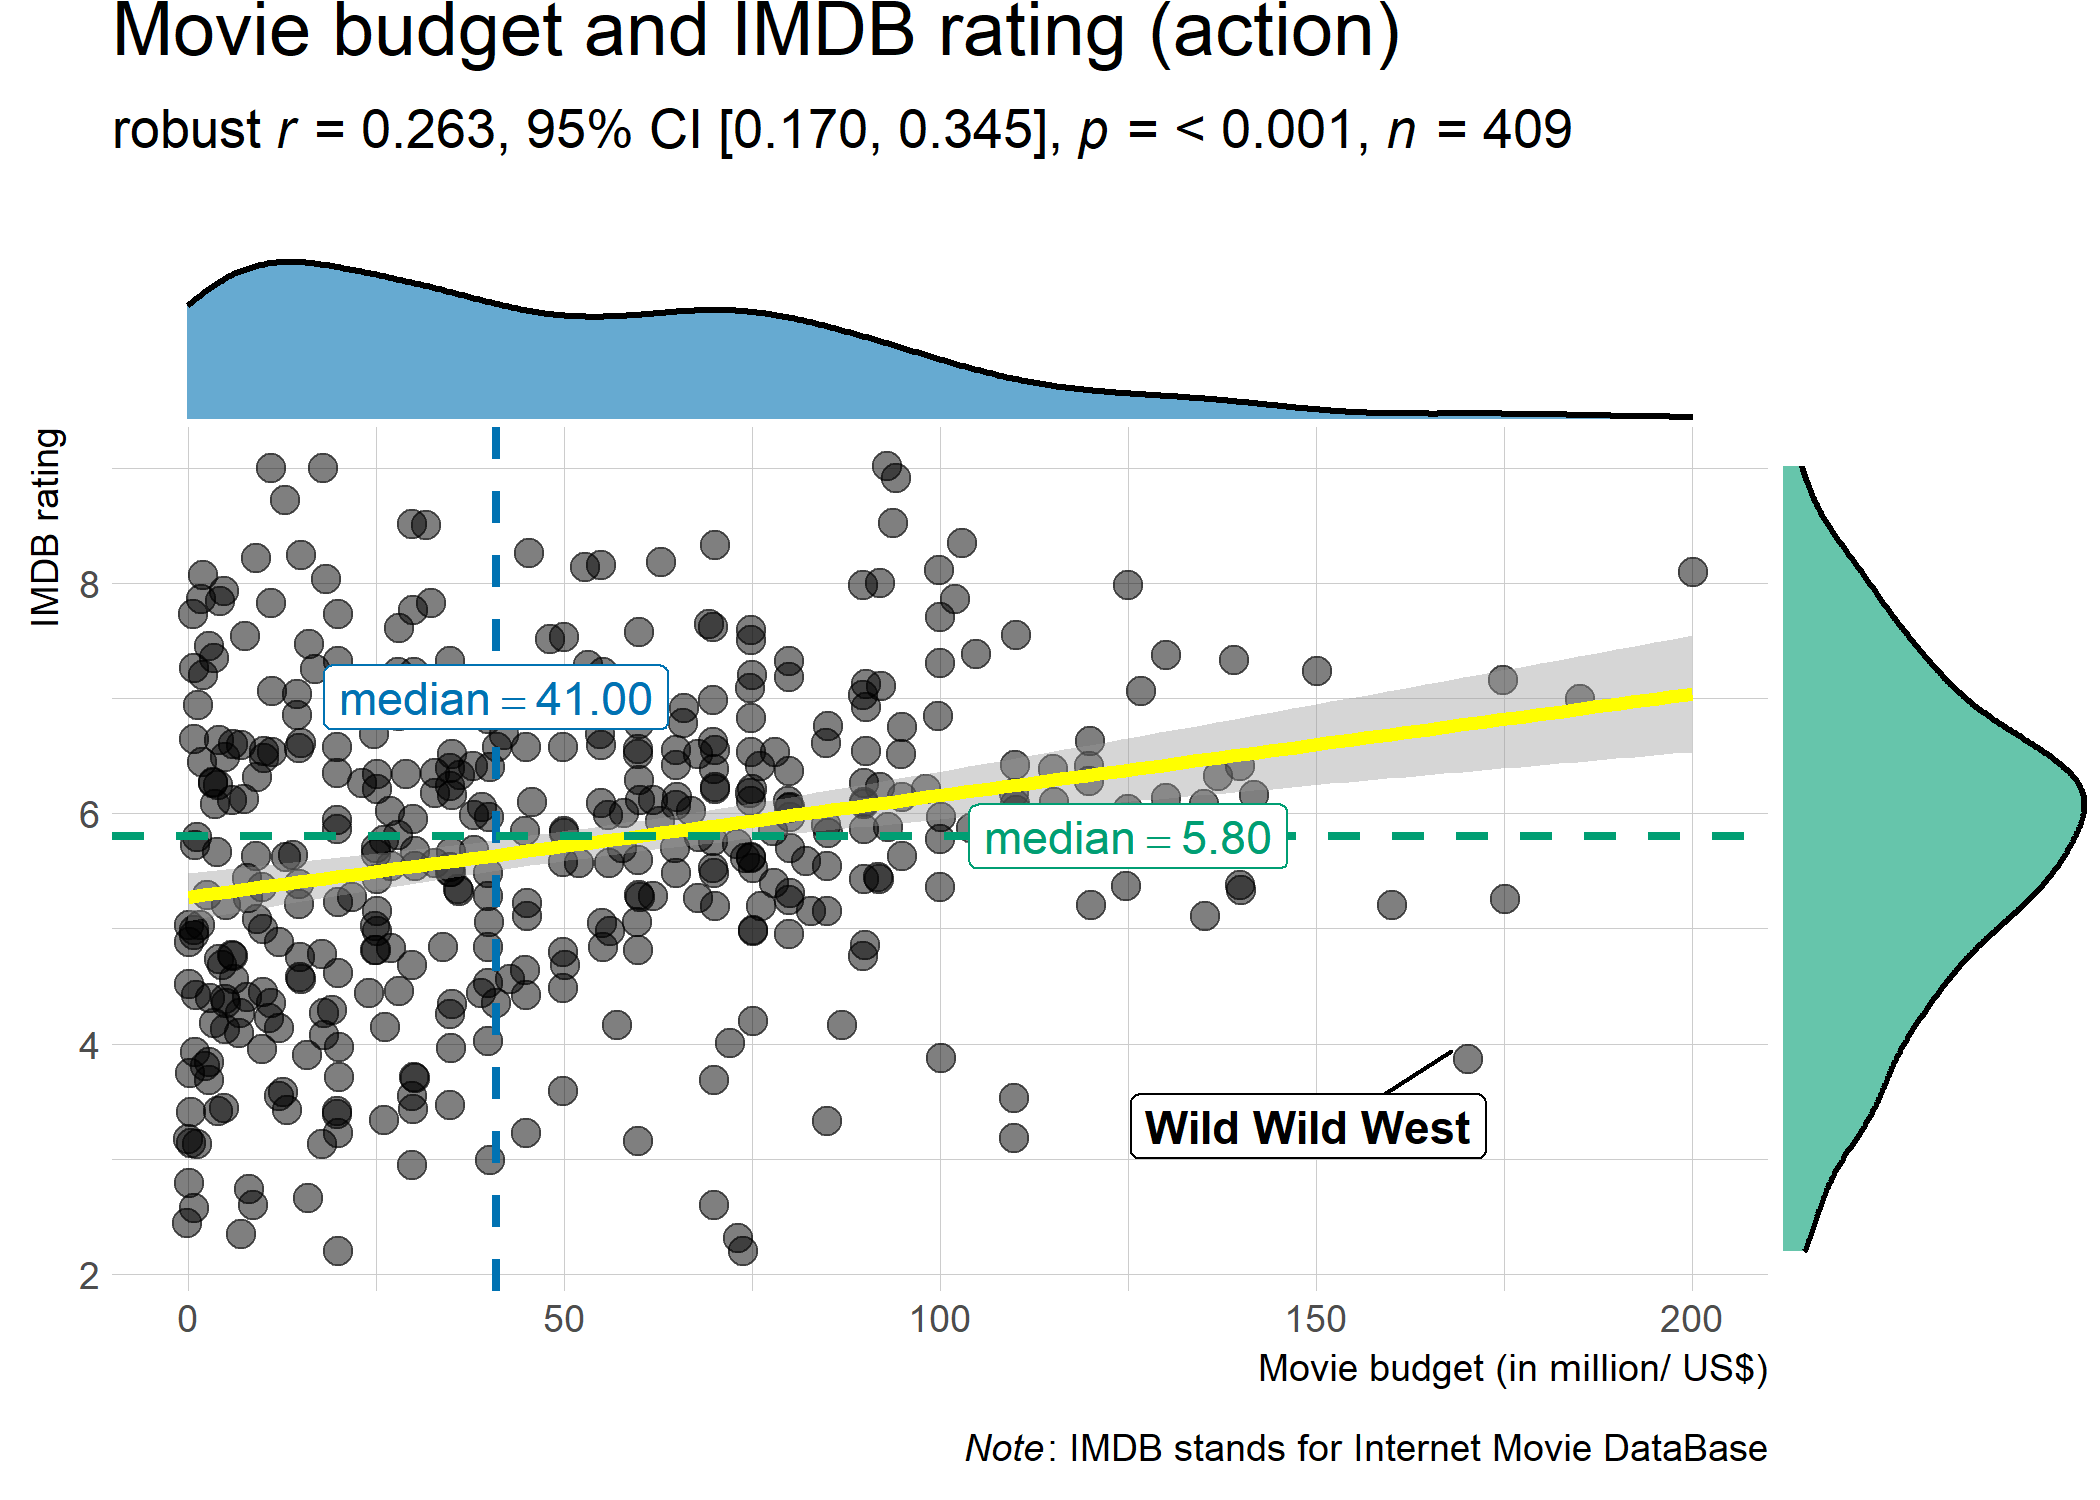 Movie budget and IMDB rating (action)
robust r = 0.263, 95% CI [0.170, 0.345], p = < 0.001, n = 409
IMDB rating
8
median = 41.00
6
median = 5.80
4
Wild Wild West
2
0 50 100 150 200
Movie budget (in million/ US$)
Note: IMDB stands for Internet Movie DataBase